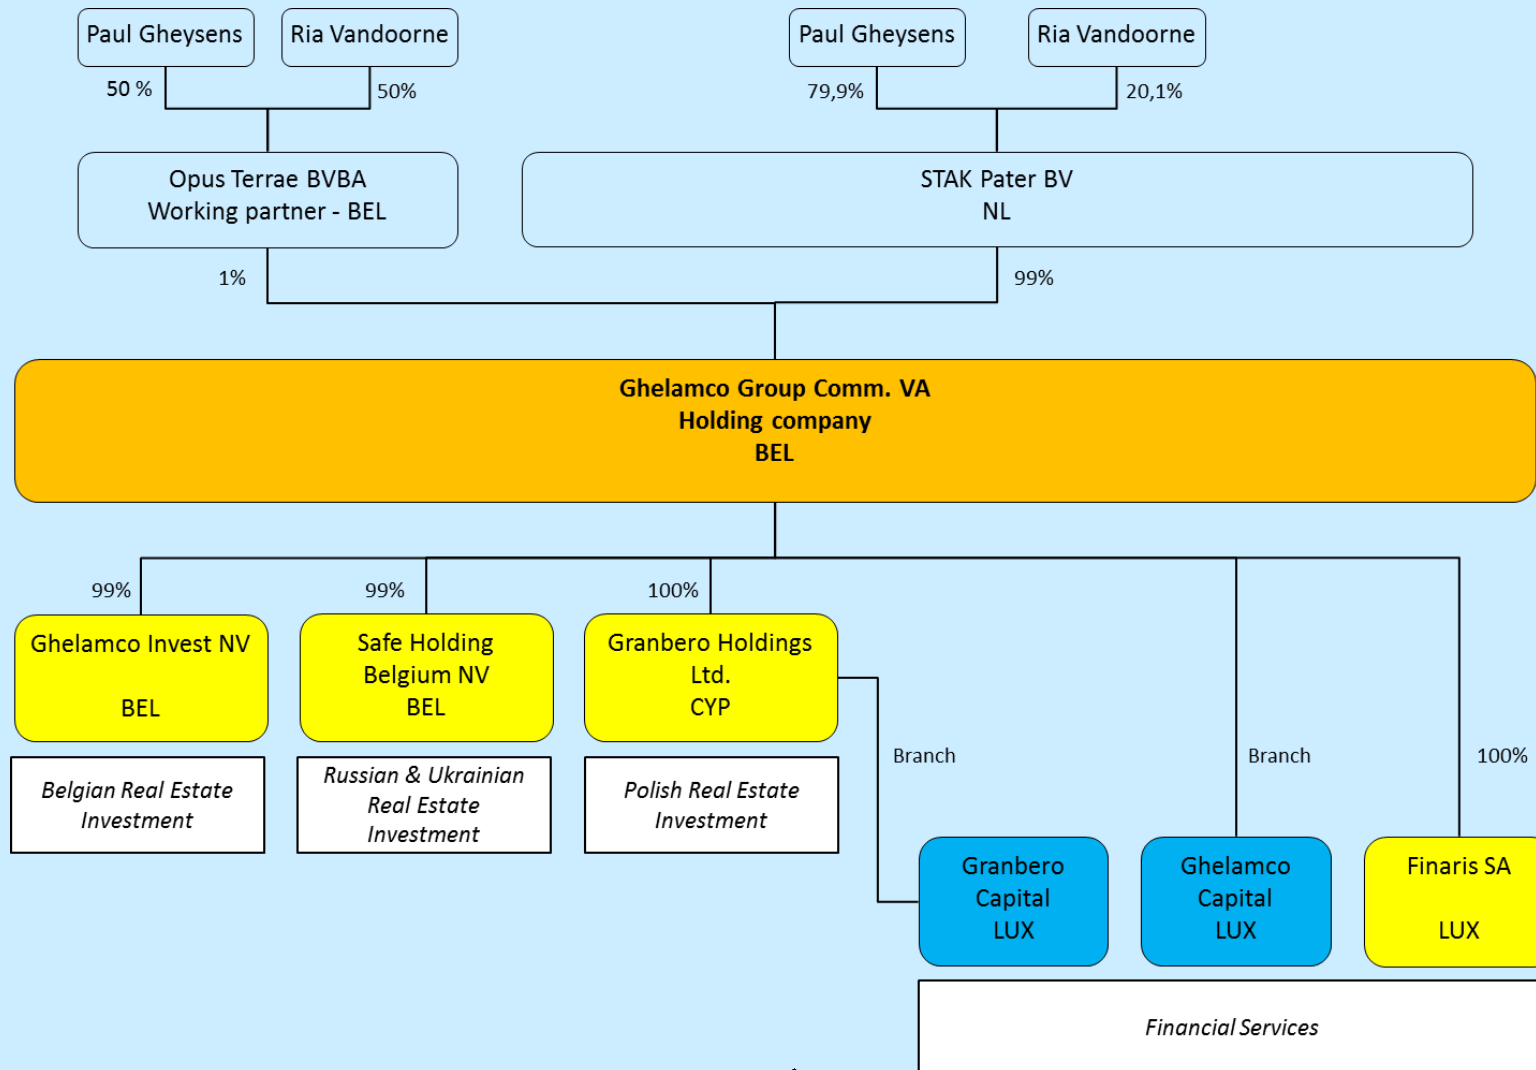 Paul Gheysens
Ria Vandoorne
Paul Gheysens
Ria Vandoorne
50 %
50%
79,9%
20,1%
Opus Terrae BVBA
Working partner - BEL
STAK Pater BV
NL
1%
99%
Ghelamco Group Comm. VA
Holding company
BEL
99%
99%
100%
Ghelamco Invest NV
BEL
Safe Holding
Belgium NV
BEL
Granbero Holdings
Ltd.
CYP
Branch
Branch
100%
Belgian Real Estate
Investment
Russian & Ukrainian
Real Estate
Investment
Polish Real Estate
Investment
Granbero
Capital
LUX
Ghelamco
Capital
LUX
Finaris SA
LUX
Financial Services